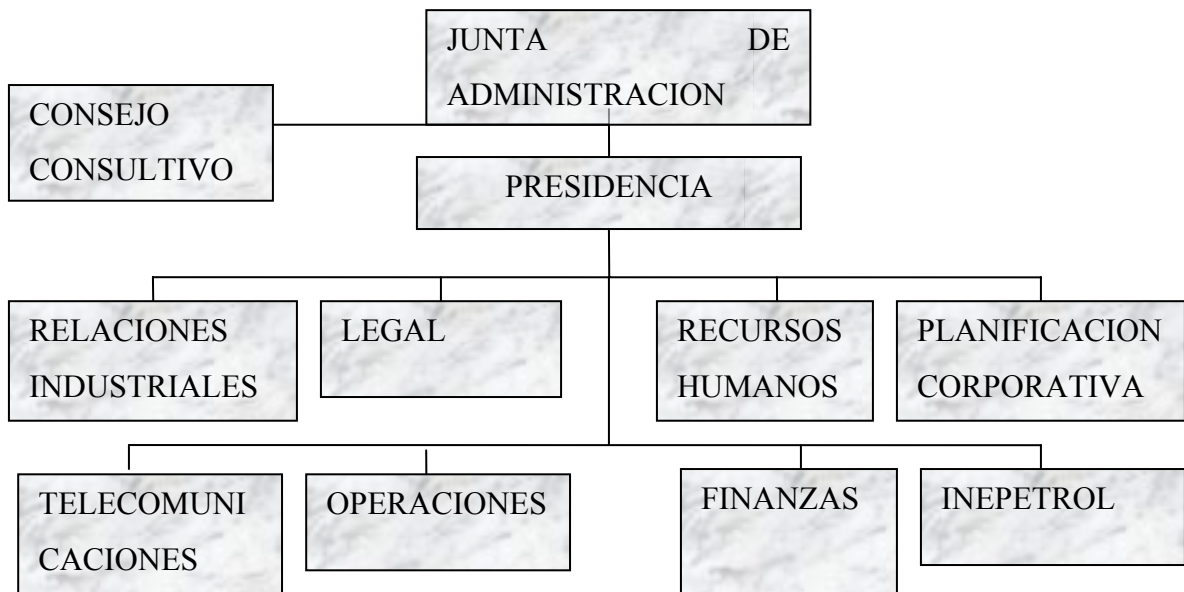 JUNTA DE
ADMINISTRACION
CONSEJO
CONSULTIVO
PRESIDENCIA
RELACIONES
INDUSTRIALES
LEGAL
RECURSOS
HUMANOS
PLANIFICACION
CORPORATIVA
TELECOMUNI
CACIONES
OPERACIONES
FINANZAS
INEPETROL